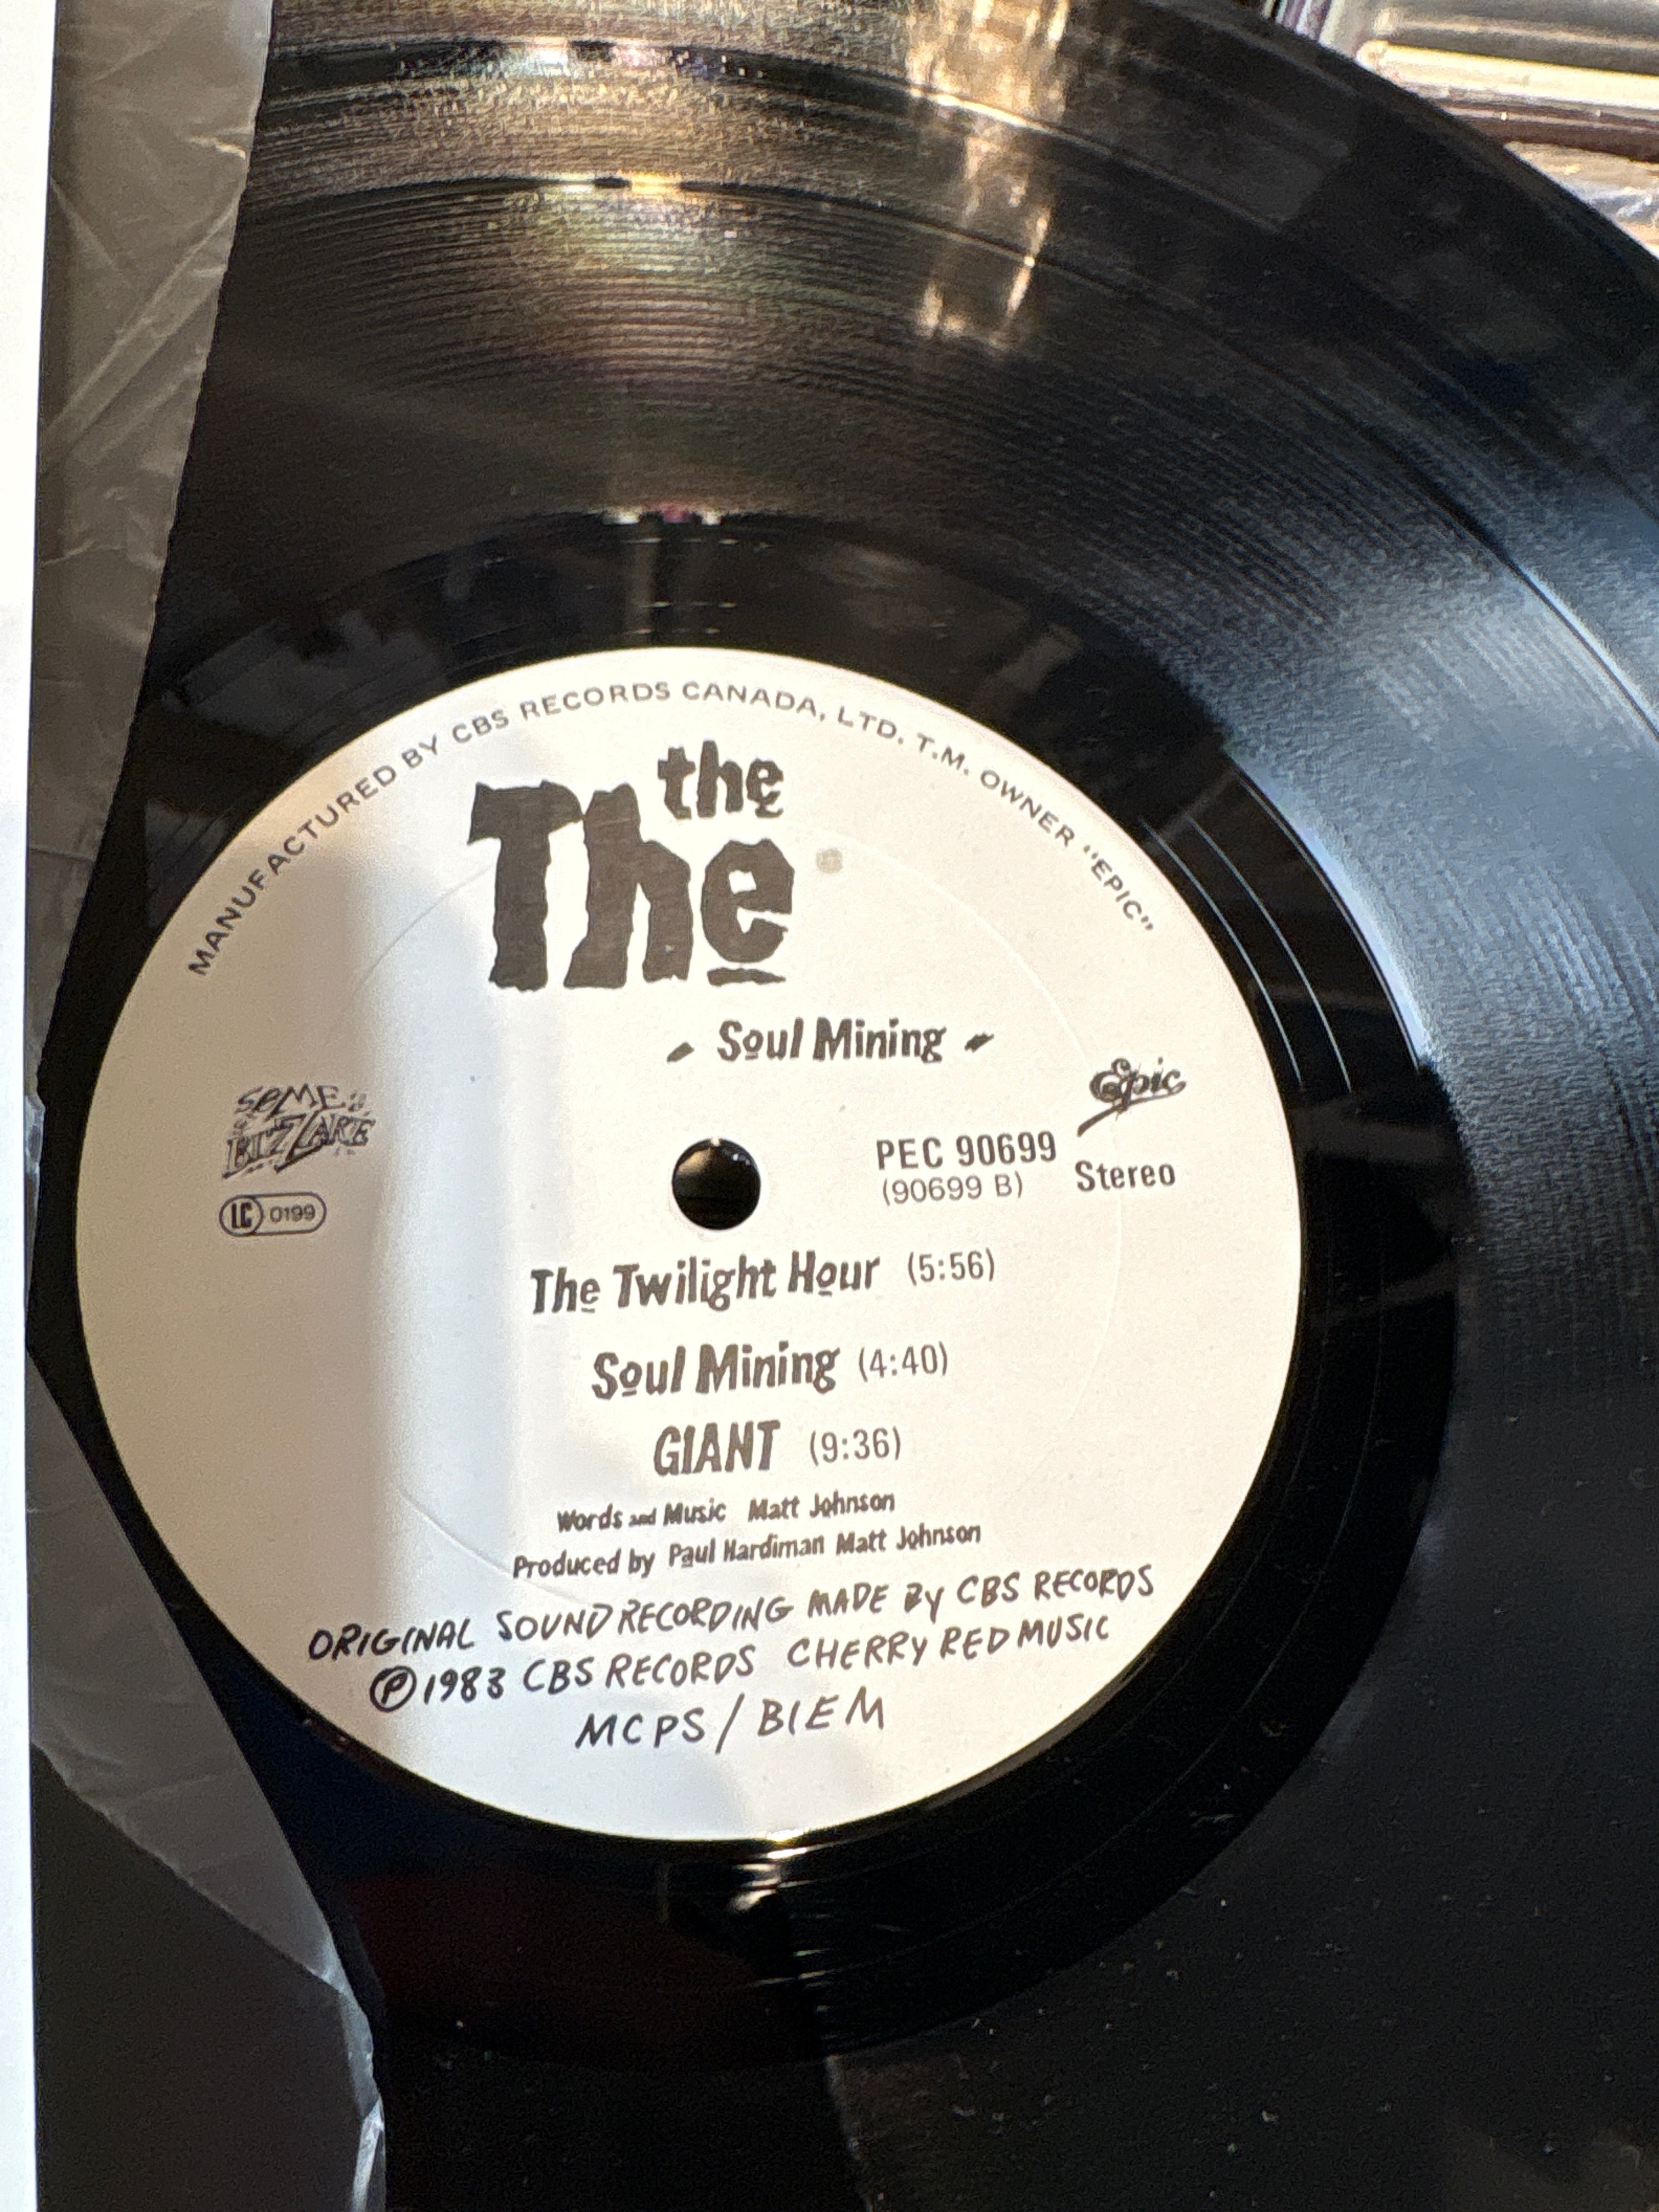 MANUFACTURED BY CBS RECORDS CANADA, LTD. T.M. OWNER "EPIC"
the
The
- Soul Mining -
SOME
BIZZARE
LC 0199
Epic
PEC 90699
(90699 B)
Stereo
The Twilight Hour (5:56)
Soul Mining (4:40)
GIANT (9:36)
Words and Music Matt Johnson
Produced by Paul Hardiman Matt Johnson
ORIGINAL SOUND RECORDING MADE BY CBS RECORDS
Ⓟ 1983 CBS RECORDS CHERRY RED MUSIC
MCPS / BIEM